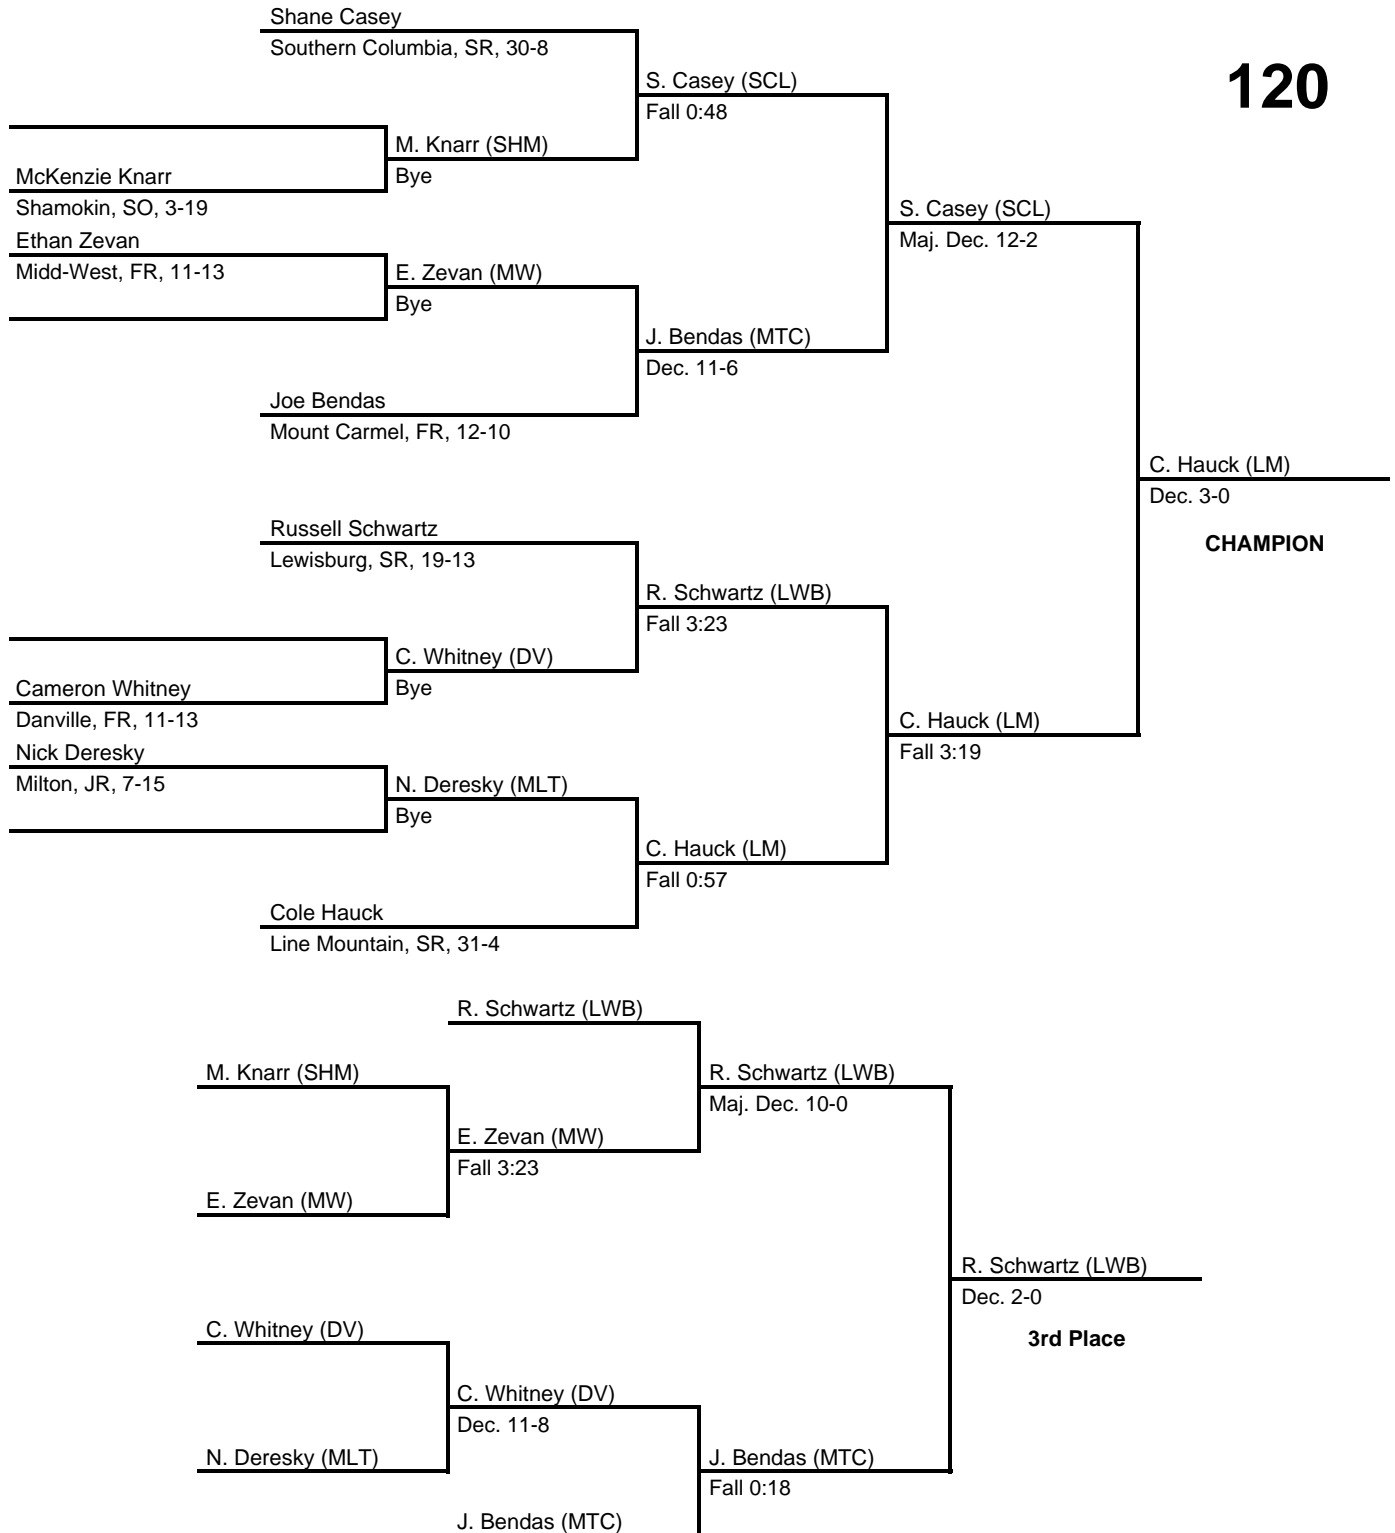 Shane Casey
Southern Columbia, SR, 30-8
120
S. Casey (SCL)
Fall 0:48
M. Knarr (SHM)
Bye
McKenzie Knarr
Shamokin, SO, 3-19
S. Casey (SCL)
Maj. Dec. 12-2
Ethan Zevan
Midd-West, FR, 11-13
E. Zevan (MW)
Bye
J. Bendas (MTC)
Dec. 11-6
Joe Bendas
Mount Carmel, FR, 12-10
C. Hauck (LM)
Dec. 3-0
CHAMPION
Russell Schwartz
Lewisburg, SR, 19-13
R. Schwartz (LWB)
Fall 3:23
C. Whitney (DV)
Bye
Cameron Whitney
Danville, FR, 11-13
C. Hauck (LM)
Fall 3:19
Nick Deresky
Milton, JR, 7-15
N. Deresky (MLT)
Bye
C. Hauck (LM)
Fall 0:57
Cole Hauck
Line Mountain, SR, 31-4
R. Schwartz (LWB)
M. Knarr (SHM)
R. Schwartz (LWB)
Maj. Dec. 10-0
E. Zevan (MW)
Fall 3:23
E. Zevan (MW)
R. Schwartz (LWB)
Dec. 2-0
3rd Place
C. Whitney (DV)
C. Whitney (DV)
Dec. 11-8
N. Deresky (MLT)
J. Bendas (MTC)
Fall 0:18
J. Bendas (MTC)